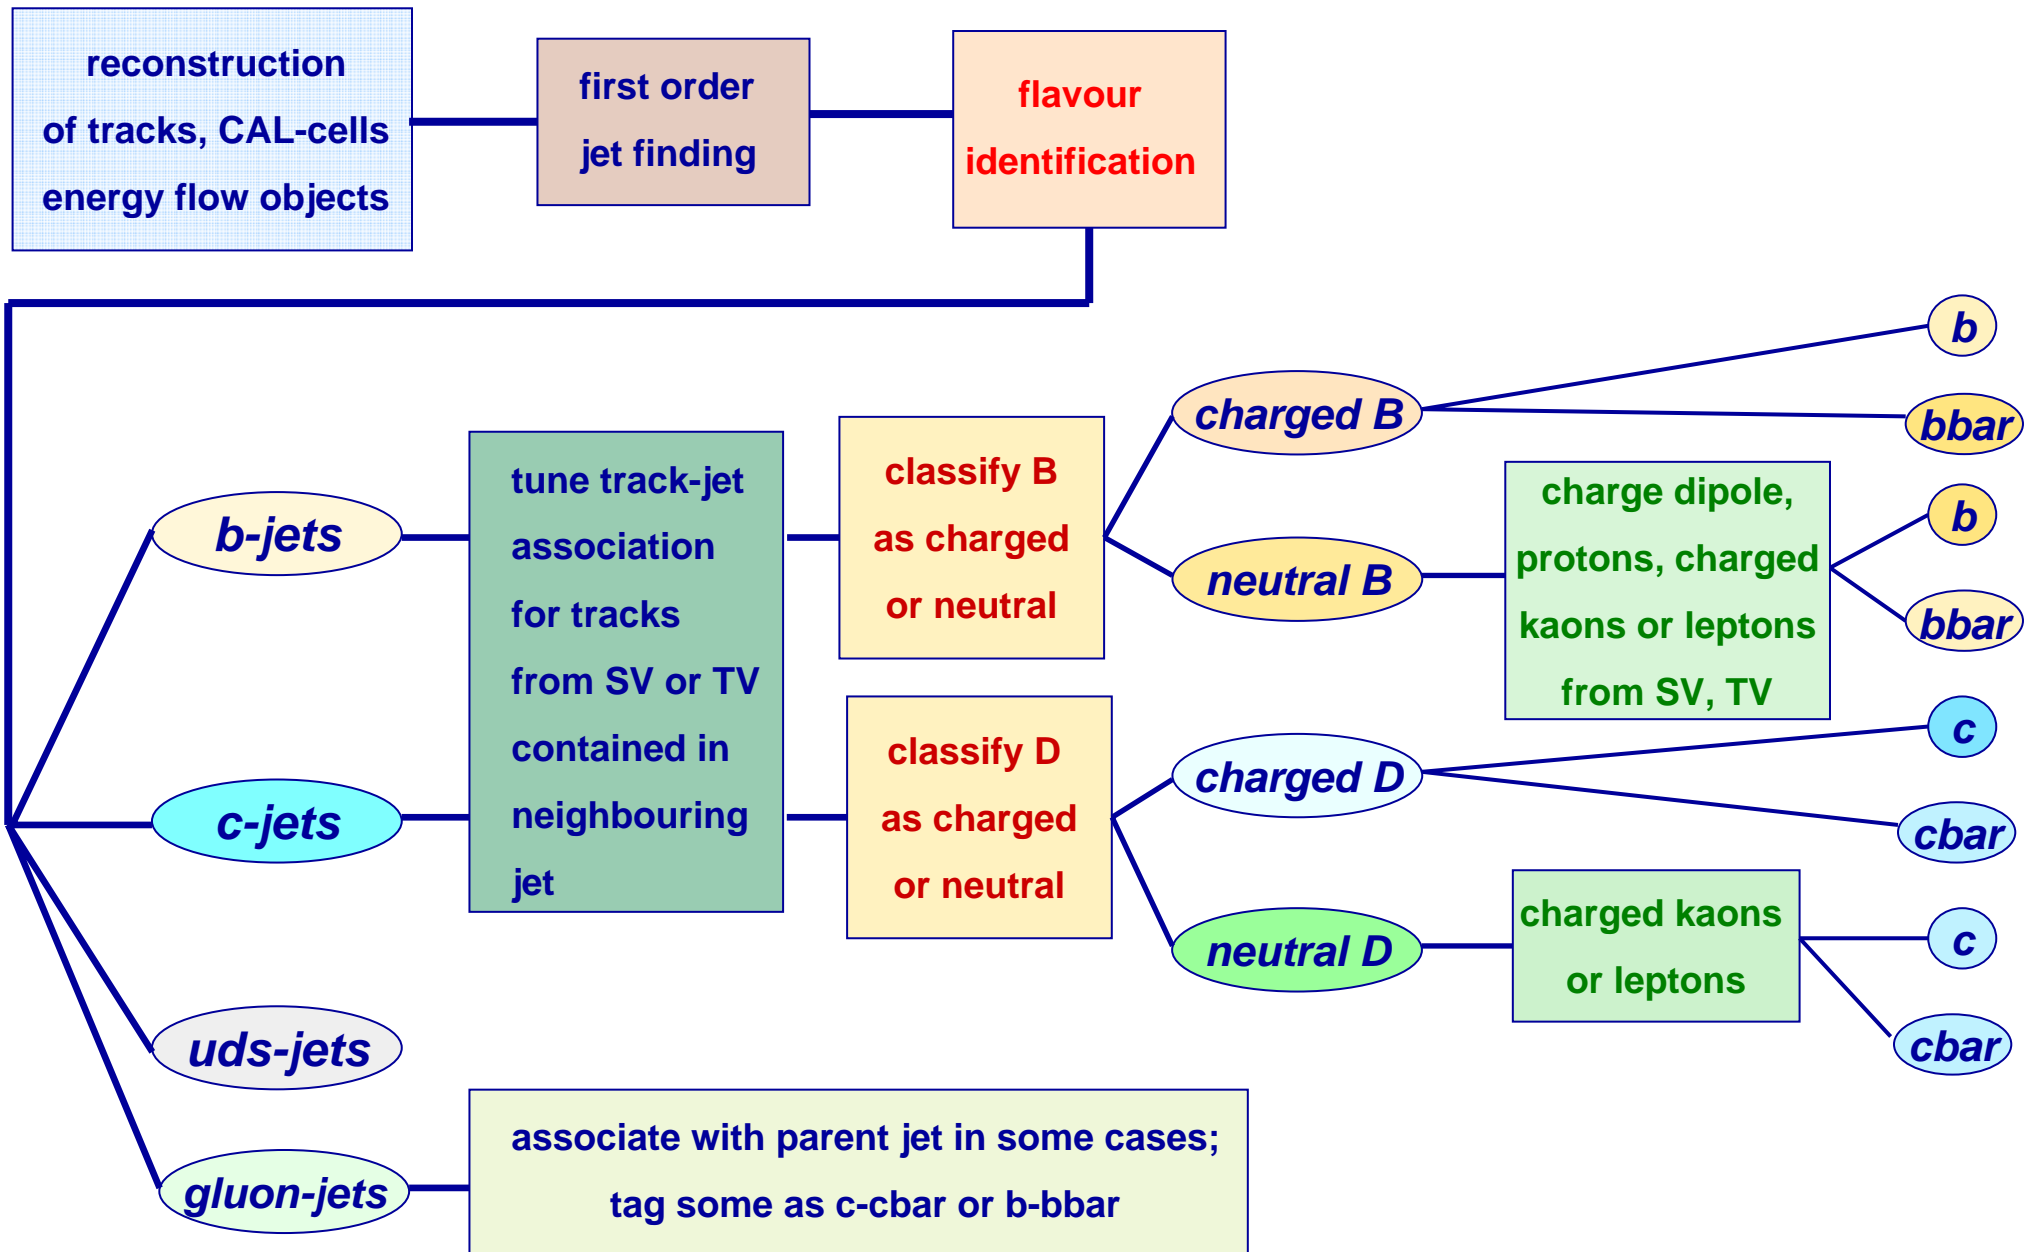 reconstruction
of tracks, CAL-cells
energy flow objects
first order
jet finding
flavour
identification
b-jets
c-jets
uds-jets
gluon-jets
tune track-jet
association
for tracks
from SV or TV
contained in
neighbouring
jet
classify B
as charged
or neutral
classify D
as charged
or neutral
charged B
neutral B
charge dipole,
protons, charged
kaons or leptons
from SV, TV
b
bbar
b
bbar
charged D
neutral D
charged kaons
or leptons
c
cbar
c
cbar
associate with parent jet in some cases;
tag some as c-cbar or b-bbar